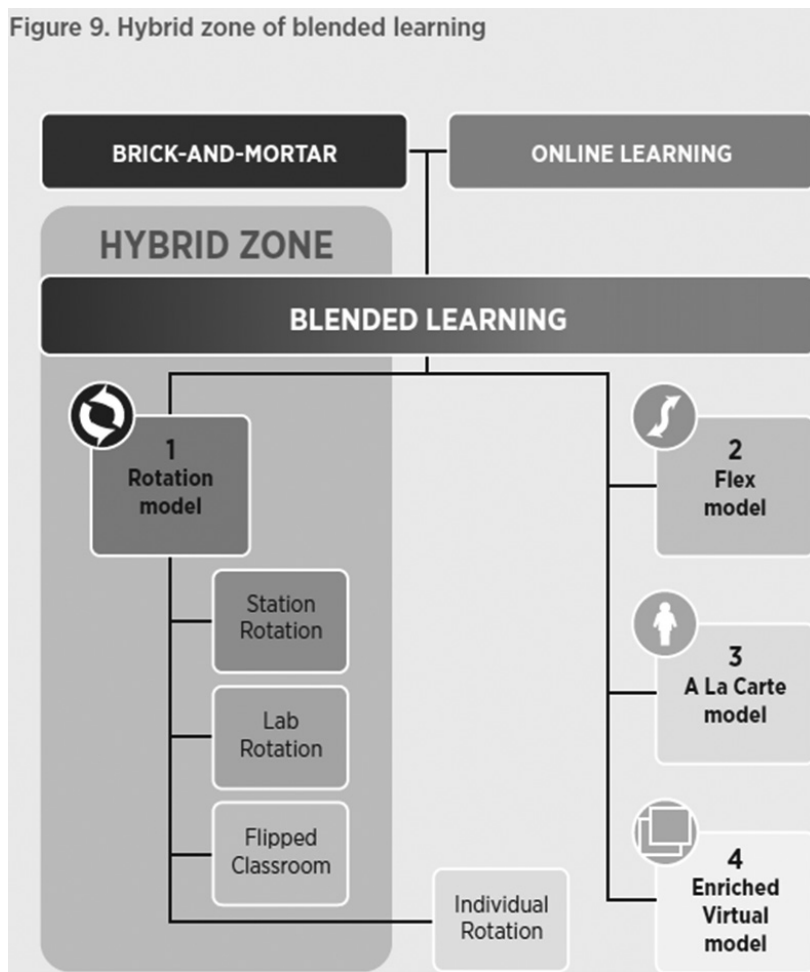 Figure 9. Hybrid zone of blended learning
BRICK-AND-MORTAR
ONLINE LEARNING
HYBRID ZONE
BLENDED LEARNING
1
Rotation
model
2
Flex
model
Station
Rotation
3
A La Carte
model
Lab
Rotation
Flipped
Classroom
4
Enriched
Virtual
model
Individual
Rotation